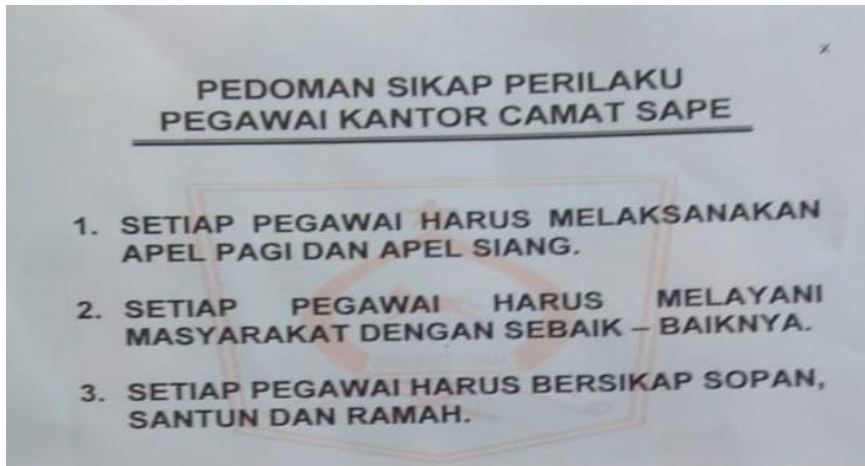 PEDOMAN SIKAP PERILAKU
PEGAWAI KANTOR CAMAT SAPE
1. SETIAP PEGAWAI HARUS MELAKSANAKAN
APEL PAGI DAN APEL SIANG.
2. SETIAP PEGAWAI HARUS MELAYANI
MASYARAKAT DENGAN SEBAIK – BAIKNYA.
3. SETIAP PEGAWAI HARUS BERSIKAP SOPAN,
SANTUN DAN RAMAH.